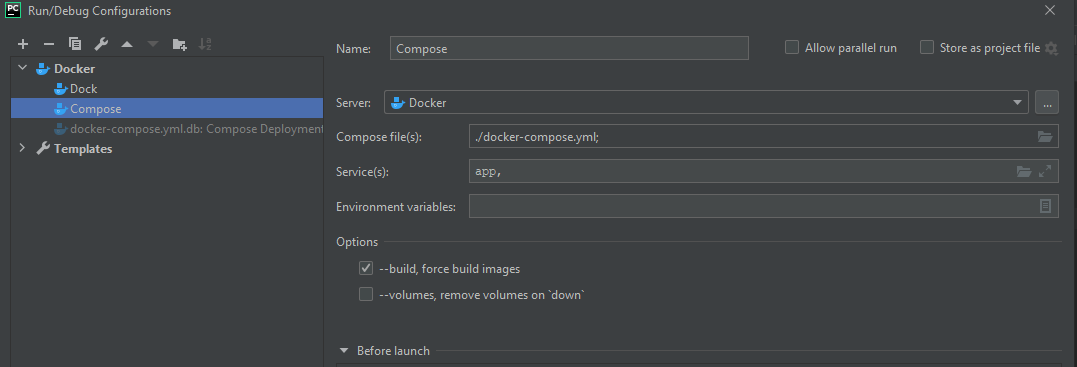 PC Run/Debug Configurations
Name: Compose Allow parallel run Store as project file
Docker
Dock
Compose
docker-compose.yml.db: Compose Deployment
Templates
Server: Docker ...
Compose file(s): ./docker-compose.yml;
Service(s): app,
Environment variables:
Options
--build, force build images
--volumes, remove volumes on `down`
Before launch